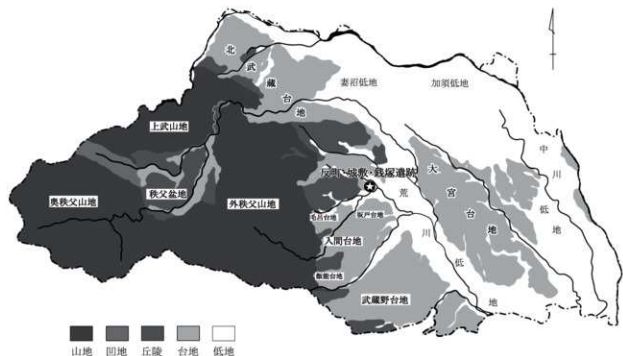 北武蔵台地
妻沼低地
加須低地
上武山地
中川低地
反町・城敷・銭塚遺跡
大宮台地
荒川低地
秩父盆地
奥秩父山地
外秩父山地
毛呂台地
坂戸台地
入間台地
飯能台地
武蔵野台地
山地
凹地
丘陵
台地
低地